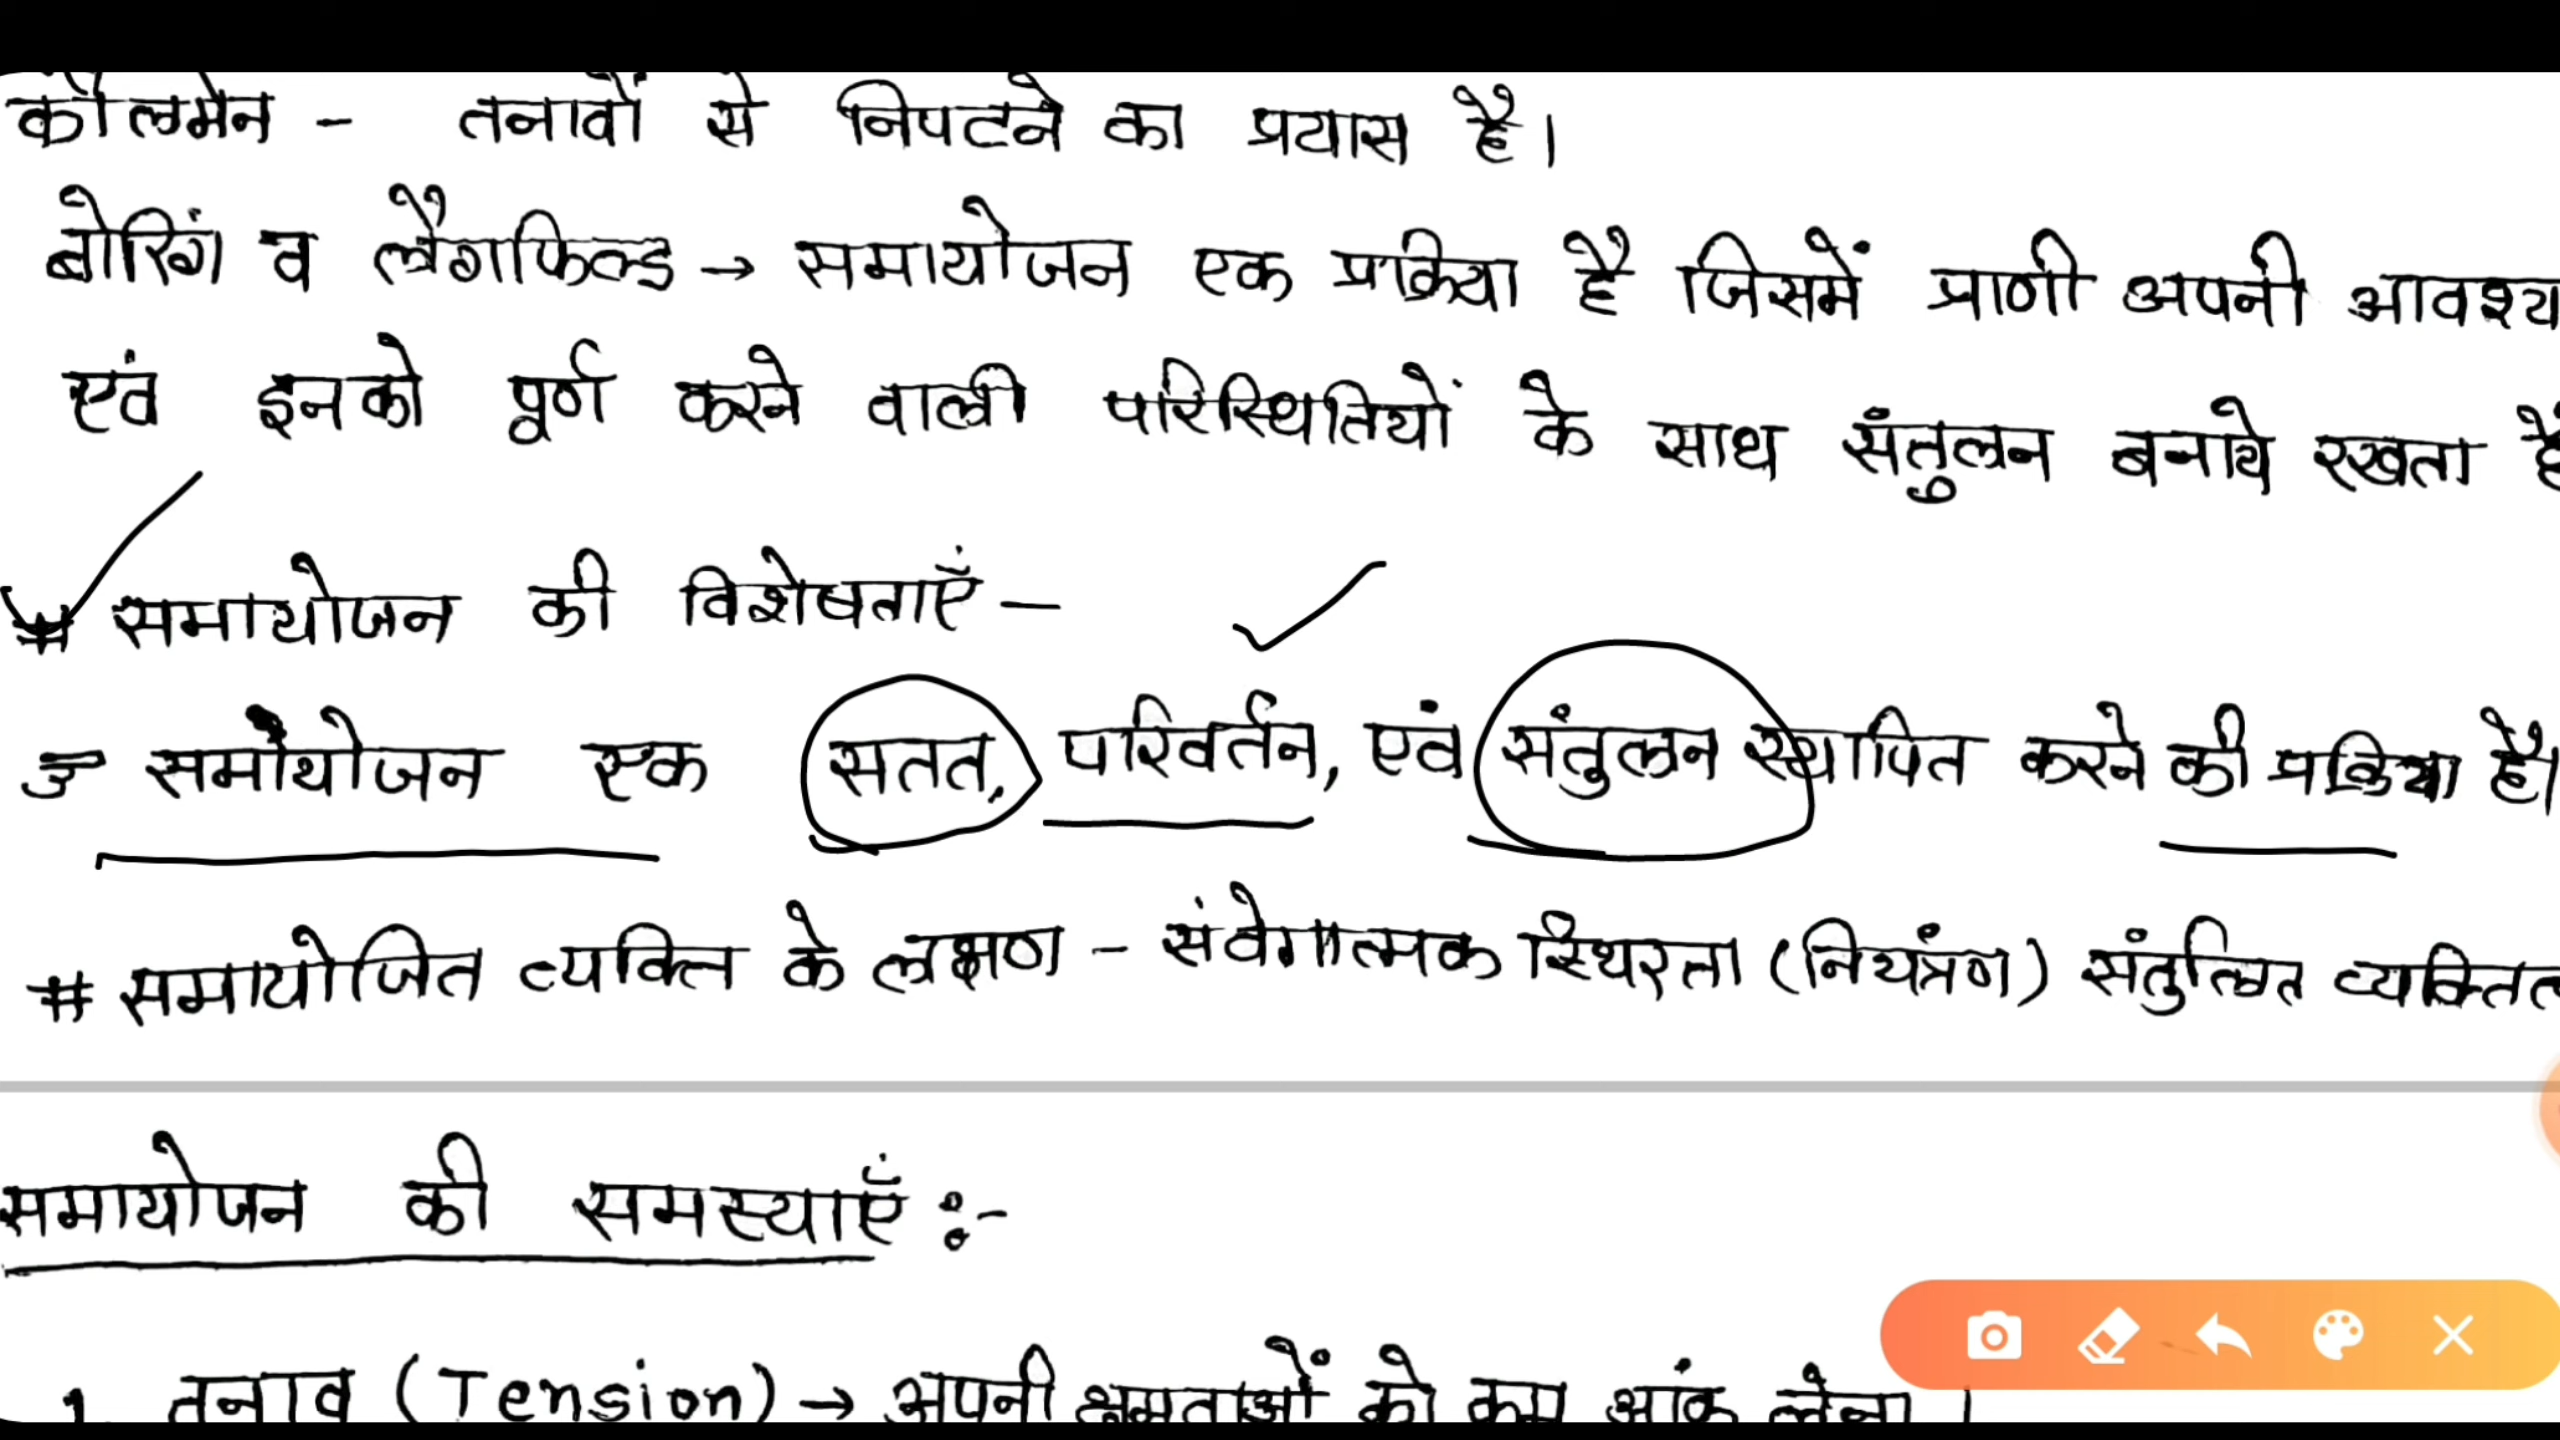 कौलमेन - तनावों से निपटने का प्रयास है।
बोरिंग व लैंगफिल्ड → समायोजन एक प्रक्रिया है जिसमें प्राणी अपनी आवश्य
एवं इनको पूर्ण करने वाली परिस्थितियों के साथ संतुलन बनाये रखता है
# समायोजन की विशेषताएँ –
समायोजन एक सतत, परिवर्तन, एवं संतुलन स्थापित करने की प्रक्रिया है।
# समायोजित व्यक्ति के लक्षण - संवेगात्मक स्थिरता (नियंत्रण) संतुलित व्यक्तित्व
समायोजन की समस्याएँ :-
1. तनाव (Tension) → अपनी क्षमताओं को कम आंक लेना।